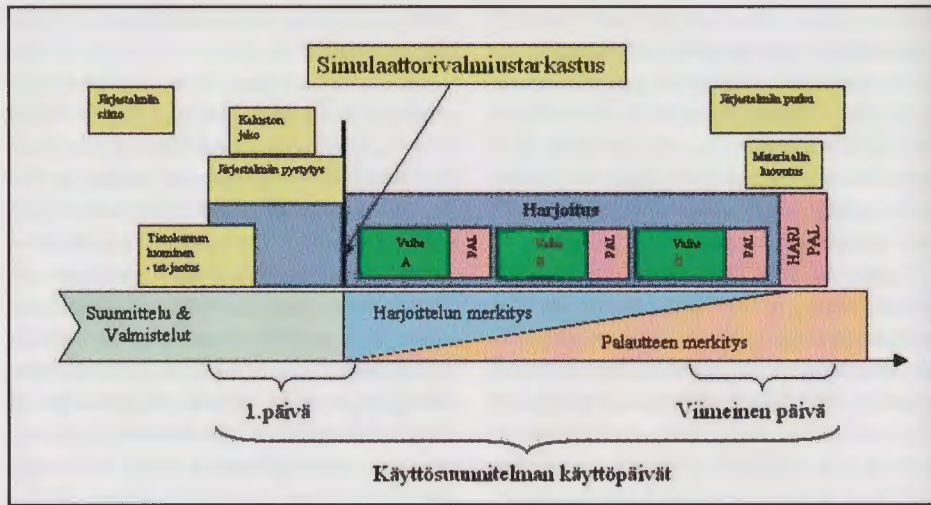 Simulaattorivalmiustarkastus
Järjestelmän
siirto
Kaluston
jako
Järjestelmän pystytys
Tietokannan
luominen
- tst-jaotus
Järjestelmän purku
Materiaalin
luovutus
Harjoitus
Vaihe
A
PAL
Vaihe
B
PAL
Vaihe
C
PAL
HARJ
PAL
Suunnittelu &
Valmistelut
Harjoittelun merkitys
Palautteen merkitys
1.päivä
Viimeinen päivä
Käyttösuunnitelman käyttöpäivät